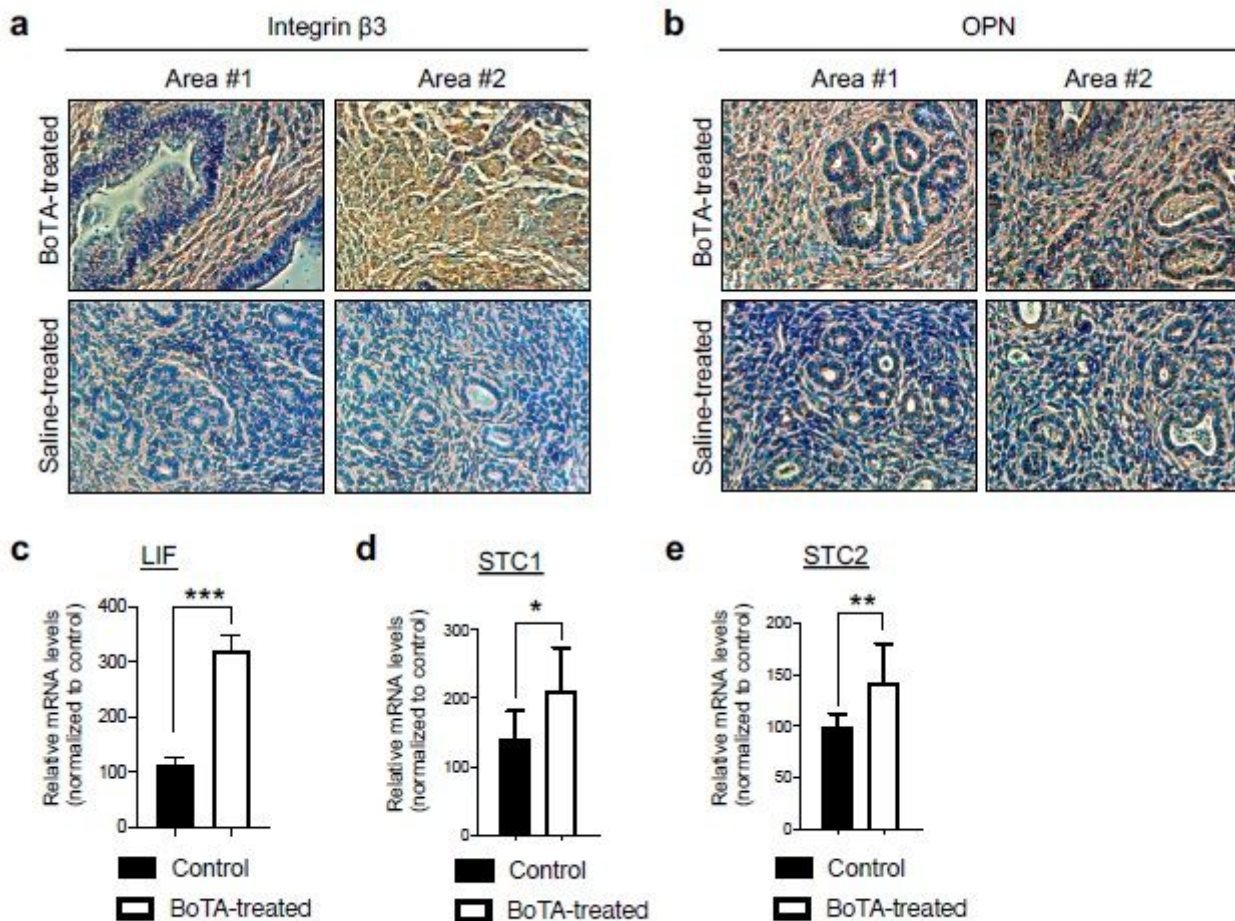 a
Integrin β3
Area #1
Area #2
BoTA-treated
Saline-treated
b
OPN
Area #1
Area #2
BoTA-treated
Saline-treated
c
LIF
Relative mRNA levels
(normalized to control)
400
300
200
100
0
***
Control
BoTA-treated
d
STC1
Relative mRNA levels
(normalized to control)
300
200
100
0
*
Control
BoTA-treated
e
STC2
Relative mRNA levels
(normalized to control)
200
150
100
50
0
**
Control
BoTA-treated